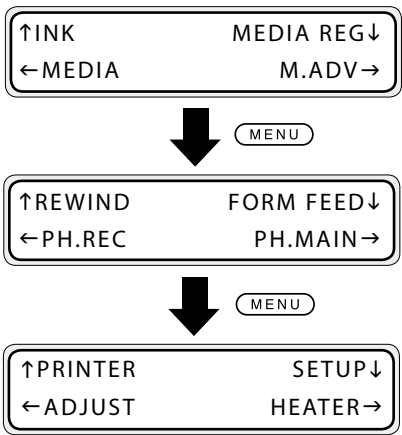 ↑INK MEDIA REG↓
←MEDIA M.ADV→
MENU
↑REWIND FORM FEED↓
←PH.REC PH.MAIN→
MENU
↑PRINTER SETUP↓
←ADJUST HEATER→